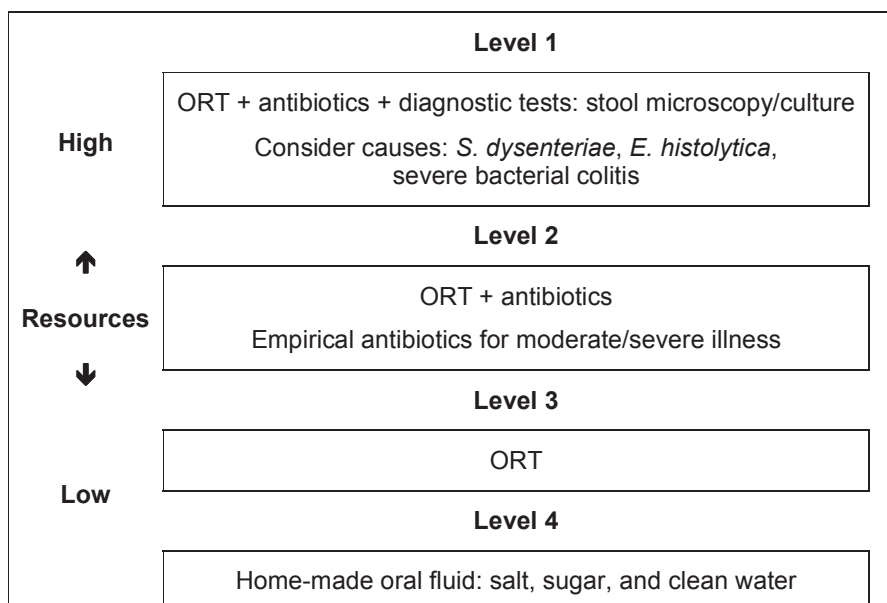 Level 1
High
ORT + antibiotics + diagnostic tests: stool microscopy/culture
Consider causes: S. dysenteriae, E. histolytica,
severe bacterial colitis
Level 2
Resources
ORT + antibiotics
Empirical antibiotics for moderate/severe illness
Level 3
ORT
Low
Level 4
Home-made oral fluid: salt, sugar, and clean water